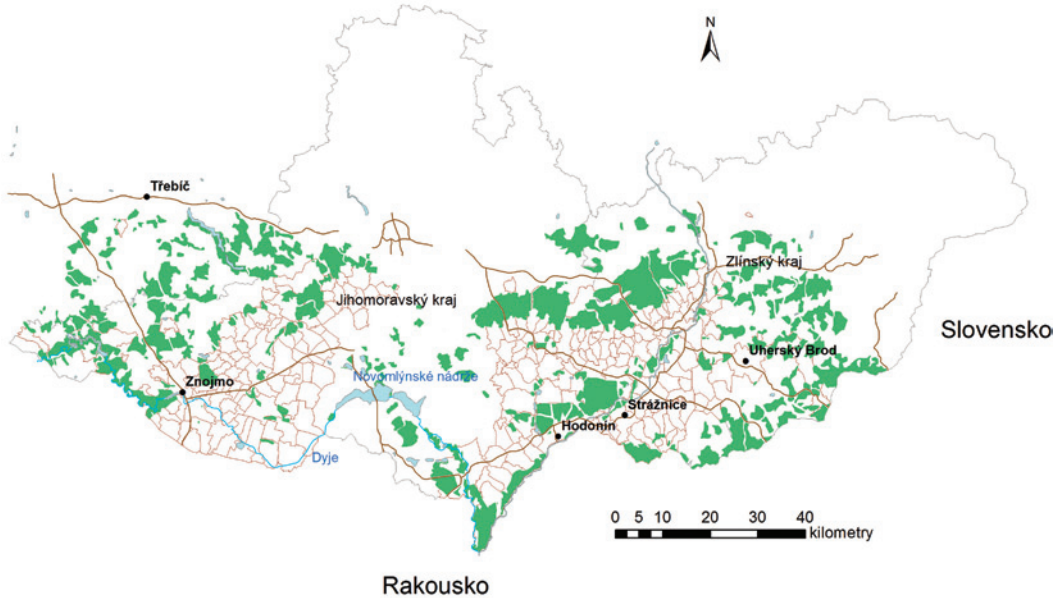 N
Třebíč
Zlínský kraj
Jihomoravský kraj
Slovensko
Uherský Brod
Novomlýnské nádrže
Znojmo
Strážnice
Hodonín
Dyje
0 5 10 20 30 40
kilometry
Rakousko